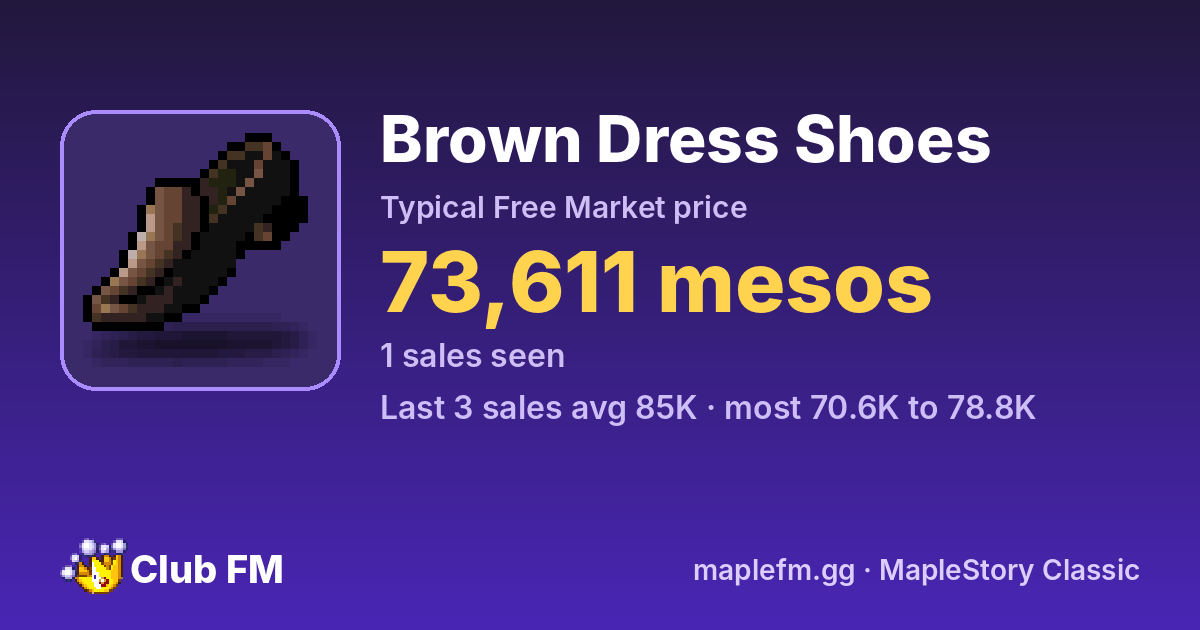 Brown Dress Shoes
Typical Free Market price
73,611 mesos
1 sales seen
Last 3 sales avg 85K · most 70.6K to 78.8K
Club FM
maplefm.gg · MapleStory Classic